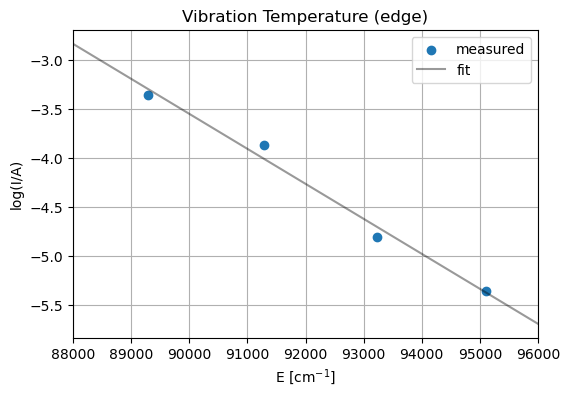 Vibration Temperature (edge)
measured
fit
log(I/A)
−3.0
−3.5
−4.0
−4.5
−5.0
−5.5
88000 89000 90000 91000 92000 93000 94000 95000 96000
E [cm⁻¹]